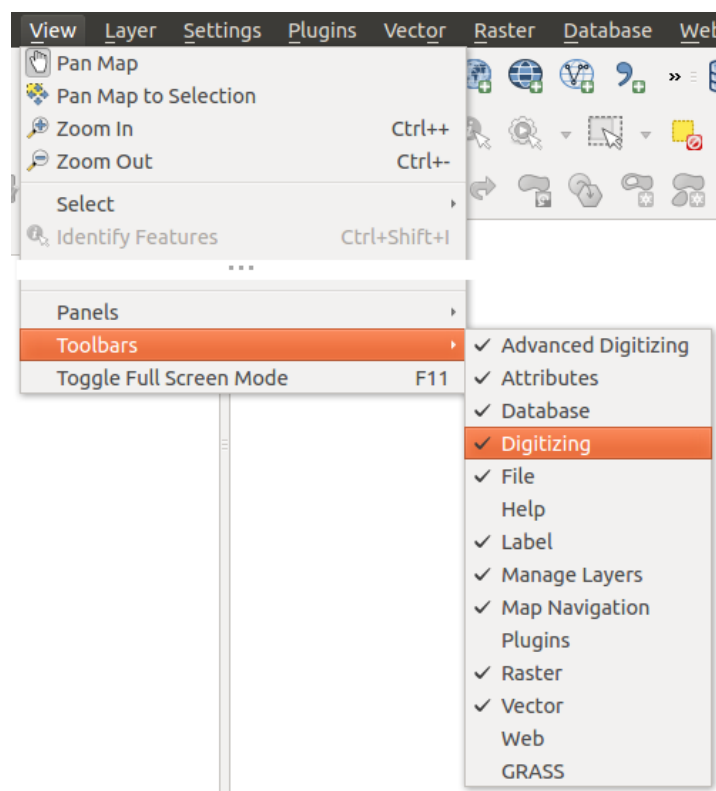 View Layer Settings Plugins Vector Raster Database Web
Pan Map
Pan Map to Selection
Zoom In Ctrl++
Zoom Out Ctrl+-
Select
Identify Features Ctrl+Shift+I
...
Panels
Toolbars
Toggle Full Screen Mode F11
Advanced Digitizing
Attributes
Database
Digitizing
File
Help
Label
Manage Layers
Map Navigation
Plugins
Raster
Vector
Web
GRASS